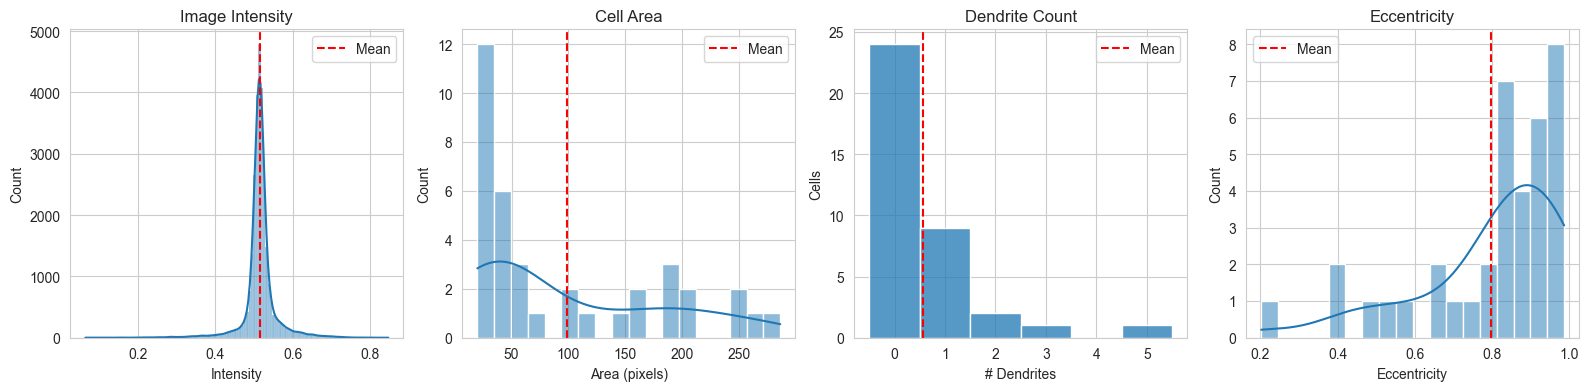 Image Intensity
5000
4000
3000
2000
1000
0
Count
0.2 0.4 0.6 0.8
Intensity
Mean
Cell Area
12
10
8
6
4
2
0
Count
50 100 150 200 250
Area (pixels)
Mean
Dendrite Count
25
20
15
10
5
0
Cells
0 1 2 3 4 5
# Dendrites
Mean
Eccentricity
8
7
6
5
4
3
2
1
0
Count
0.2 0.4 0.6 0.8 1.0
Eccentricity
Mean